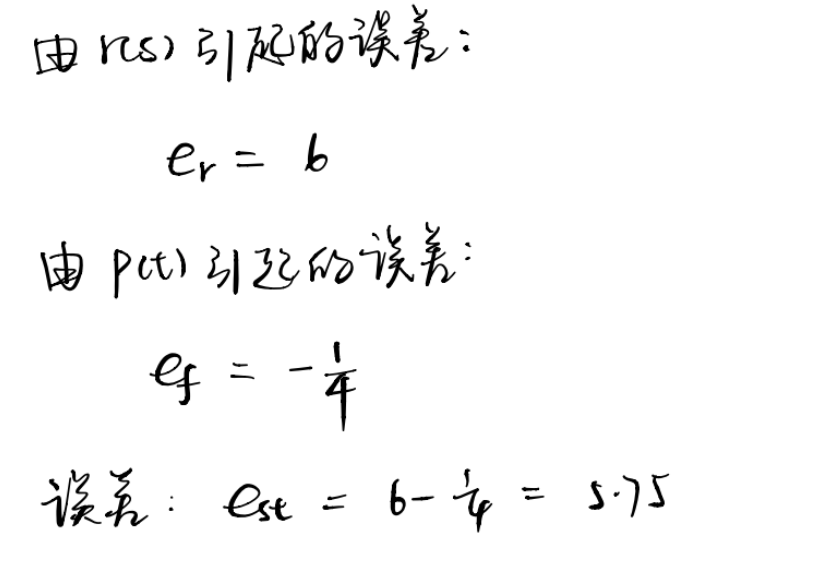 由 r(s) 引起的误差:
e_r = 6
由 p(t) 引起的误差:
e_f = -1/4
误差: e_st = 6 - 1/4 = 5.75